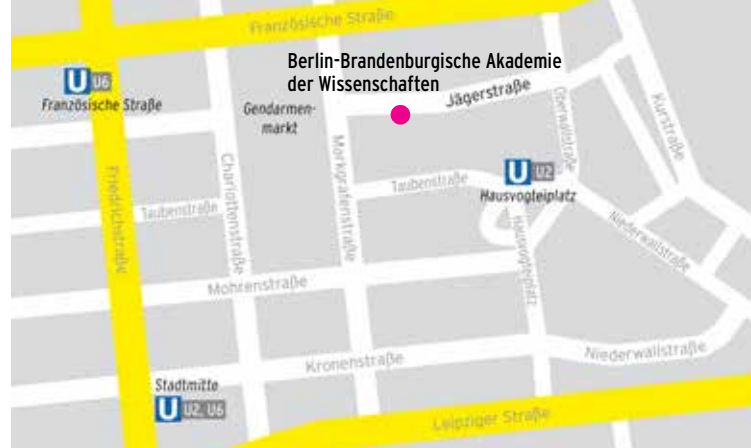 Französische Straße
Berlin-Brandenburgische Akademie
der Wissenschaften
U U6
Französische Straße
Gendarmen-
markt
Jägerstraße
Oberwallstraße
Kurstraße
Markgrafenstraße
Charlottenstraße
Friedrichstraße
Taubenstraße
Taubenstraße
U U2
Hausvogteiplatz
Hausvogteiplatz
Niederwallstraße
Mohrenstraße
Kronenstraße
Niederwallstraße
Stadtmitte
U U2, U6
Leipziger Straße